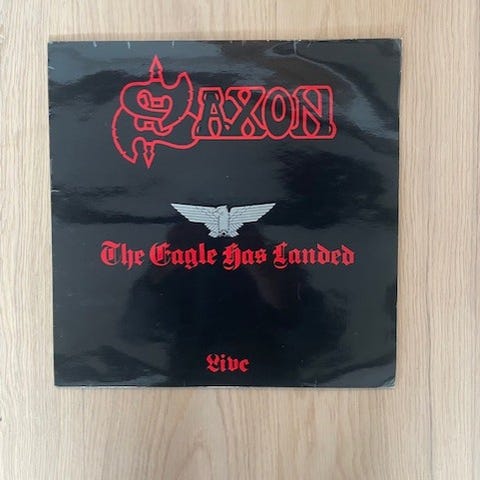 SAXON
The Eagle Has Landed
Live